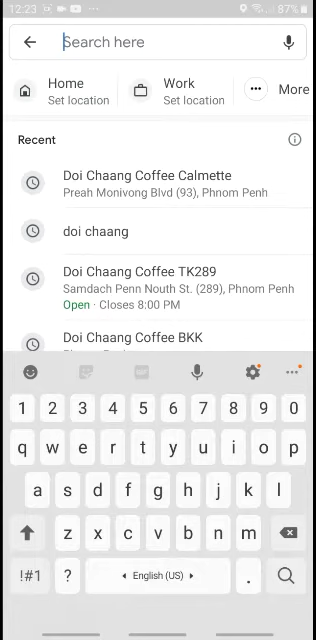 12:23
87%
Search here
Home
Set location
Work
Set location
More
Recent
Doi Chaang Coffee Calmette
Preah Monivong Blvd (93), Phnom Penh
doi chaang
Doi Chaang Coffee TK289
Samdach Penn Nouth St. (289), Phnom Penh
Open · Closes 8:00 PM
Doi Chaang Coffee BKK
GIF
1 2 3 4 5 6 7 8 9 0
q w e r t y u i o p
a s d f g h j k l
z x c v b n m
!#1 ? English (US) .